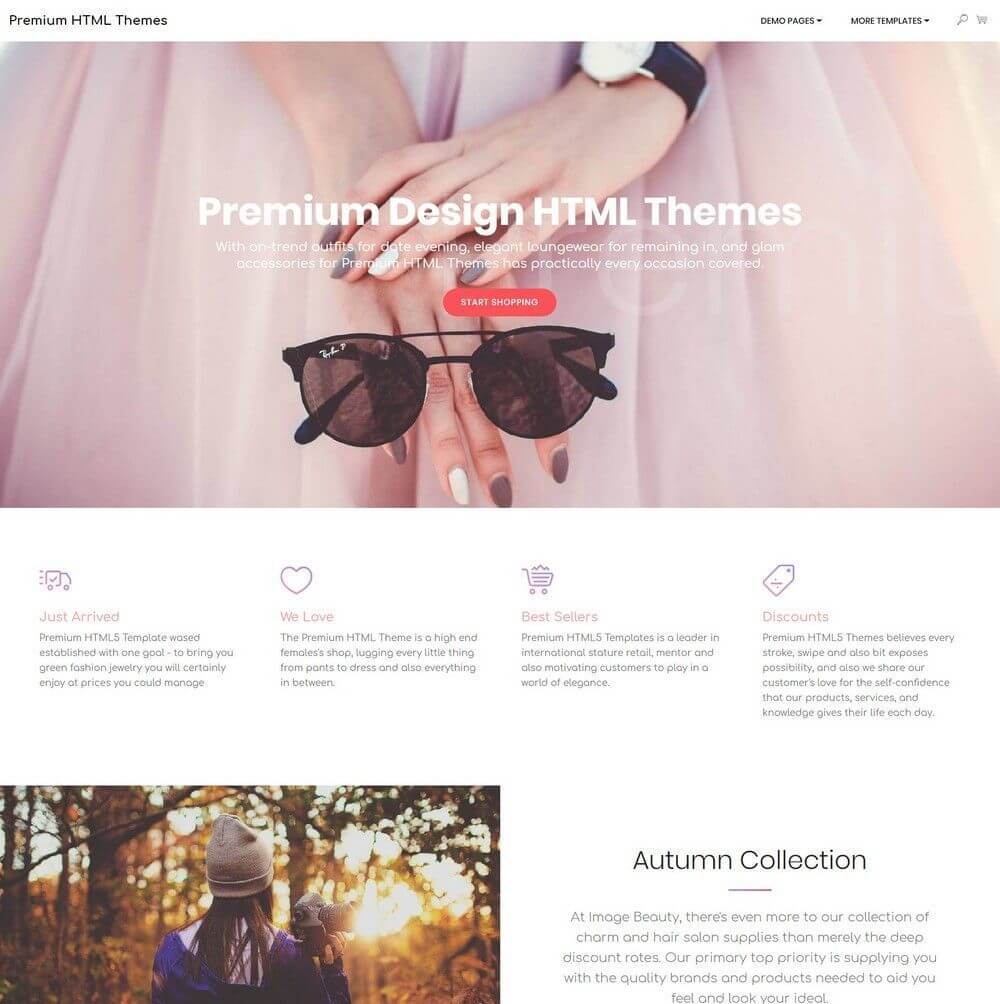 Premium HTML Themes
DEMO PAGES
MORE TEMPLATES
Premium Design HTML Themes
With on-trend outfits for date evening, elegant loungewear for remaining in, and glam
accessories for Premium HTML Themes has practically every occasion covered.
START SHOPPING
Ray-Ban P
Just Arrived
Premium HTML5 Template wased
established with one goal - to bring you
green fashion jewelry you will certainly
enjoy at prices you could manage
We Love
The Premium HTML Theme is a high end
females's shop, lugging every little thing
from pants to dress and also everything
in between.
Best Sellers
Premium HTML5 Templates is a leader in
international stature retail, mentor and
also motivating customers to play in a
world of elegance.
Discounts
Premium HTML5 Themes believes every
stroke, swipe and also bit exposes
possibility, and also we share our
customer's love for the self-confidence
that our products, services, and
knowledge gives their life each day.
Autumn Collection
At Image Beauty, there's even more to our collection of
charm and hair salon supplies than merely the deep
discount rates. Our primary top priority is supplying you
with the quality brands and products needed to aid you
feel and look your ideal.